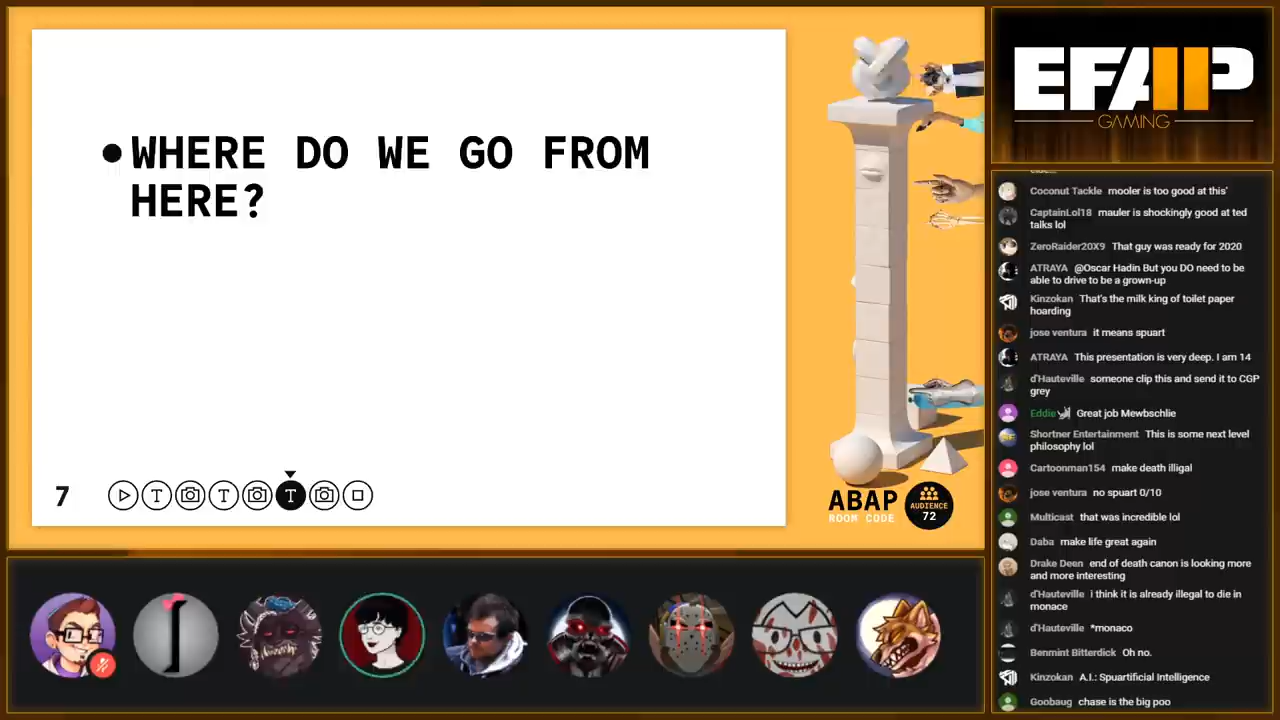 •WHERE DO WE GO FROM
HERE?
7
T
T
T
ABAP
ROOM CODE
AUDIENCE
72
EFAP
GAMING
Coconut Tackle mooler is too good at this'
CaptainLol18 mauler is shockingly good at ted
talks lol
ZeroRaider20X9 That guy was ready for 2020
ATRAYA @Oscar Hadin But you DO need to be
able to drive to be a grown-up
Kinzokan That's the milk king of toilet paper
hoarding
jose ventura it means spuart
ATRAYA This presentation is very deep. I am 14
d'Hauteville someone clip this and send it to CGP
grey
Eddie Great job Mewbschlie
Shortner Entertainment This is some next level
philosophy lol
Cartoonman154 make death illigal
jose ventura no spuart 0/10
Multicast that was incredible lol
Daba make life great again
Drake Deen end of death canon is looking more
and more interesting
d'Hauteville i think it is already illegal to die in
monace
d'Hauteville *monaco
Benmint Bitterdick Oh no.
Kinzokan A.I.: Spuartificial Intelligence
Goobaug chase is the big poo